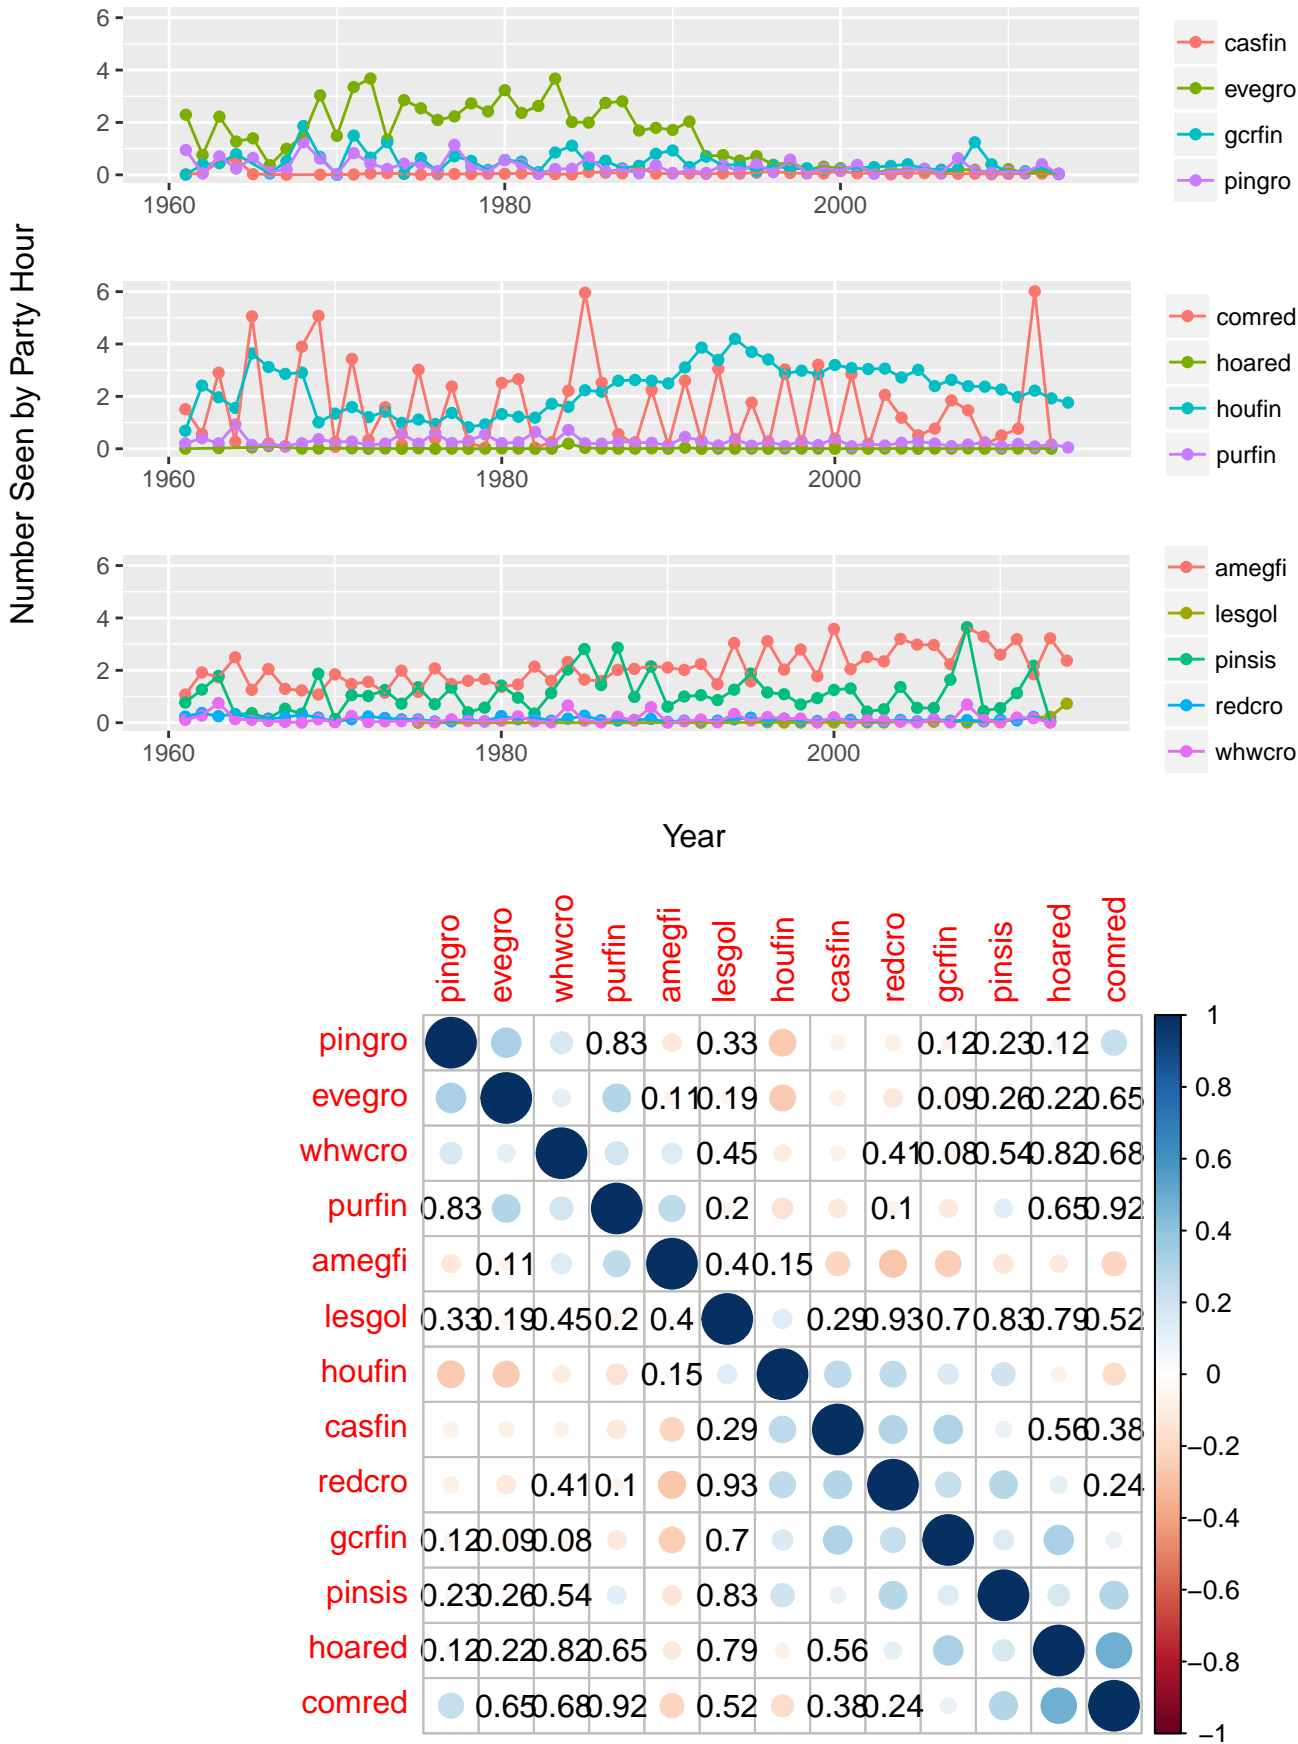 Number Seen by Party Hour
6
4
2
0
1960 1980 2000
casfin
evegro
gcrfin
pingro
6
4
2
0
1960 1980 2000
comred
hoared
houfin
purfin
6
4
2
0
1960 1980 2000
amegfi
lesgol
pinsis
redcro
whwcro
Year
pingro evegro whwcro purfin amegfi lesgol houfin casfin redcro gcrfin pinsis hoared comred
pingro 0.83 0.33 0.12 0.23 0.12
evegro 0.11 0.19 0.09 0.26 0.22 0.65
whwcro 0.45 0.41 0.08 0.54 0.82 0.68
purfin 0.83 0.2 0.1 0.65 0.92
amegfi 0.11 0.4 0.15
lesgol 0.33 0.19 0.45 0.2 0.4 0.29 0.93 0.7 0.83 0.79 0.52
houfin 0.15
casfin 0.29 0.56 0.38
redcro 0.41 0.1 0.93 0.24
gcrfin 0.12 0.09 0.08 0.7
pinsis 0.23 0.26 0.54 0.83
hoared 0.12 0.22 0.82 0.65 0.79 0.56
comred 0.65 0.68 0.92 0.52 0.38 0.24
1
0.8
0.6
0.4
0.2
0
−0.2
−0.4
−0.6
−0.8
−1